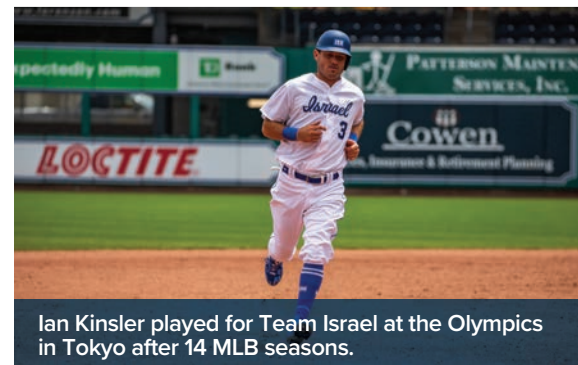 pectedly Human
TD Bank
PATTERSON MAINTEN
SERVICES, INC.
LOCTITE
Cowen
Insurance & Retirement Planning
Israel
3
Ian Kinsler played for Team Israel at the Olympics
in Tokyo after 14 MLB seasons.